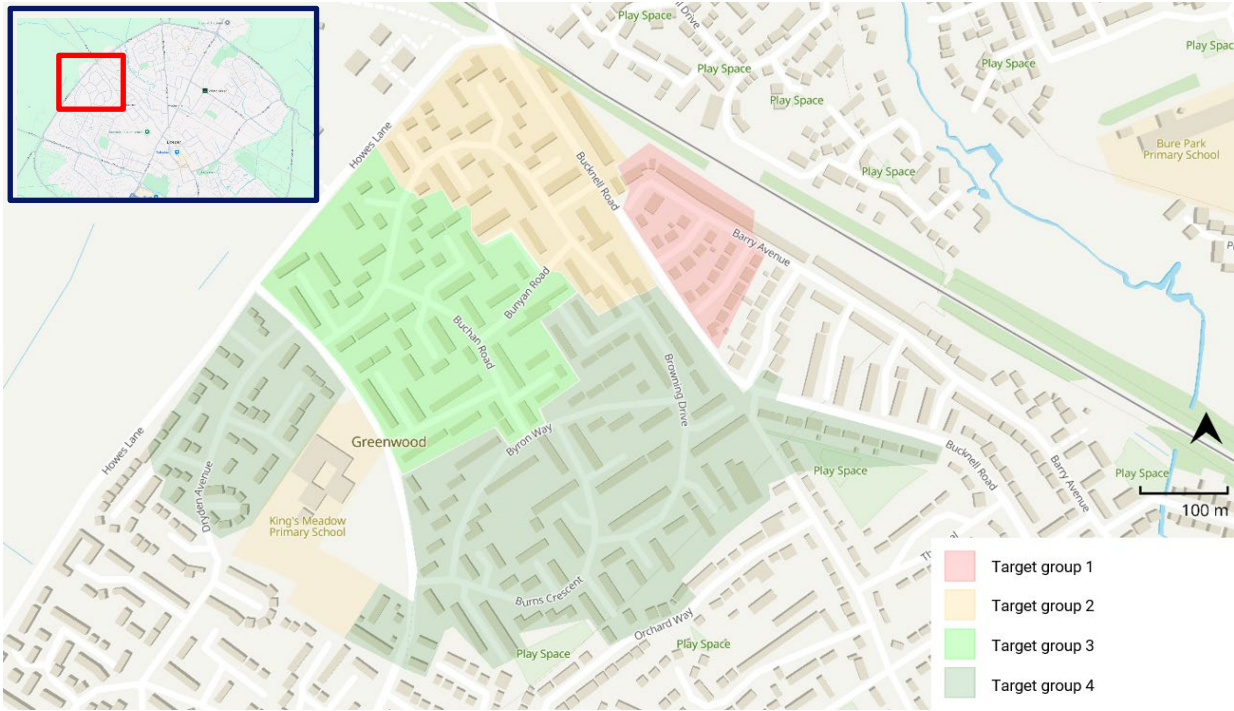 Play Space
Play Space
Play Space
Play Space
Play Space
Play Space
Bure Park
Primary School
Howes Lane
Bucknell Road
Barry Avenue
Bunyan Road
Buchan Road
Browning Drive
Greenwood
Byron Way
Howes Lane
Dryden Avenue
King's Meadow
Primary School
Play Space
Bucknell Road
Barry Avenue
Play Space
100 m
Burns Crescent
Orchard Way
Play Space
Play Space
Target group 1
Target group 2
Target group 3
Target group 4